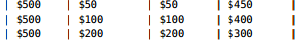 | $500 | $50 | $50 | $450 |
| $500 | $100 | $100 | $400 |
| $500 | $200 | $200 | $300 |